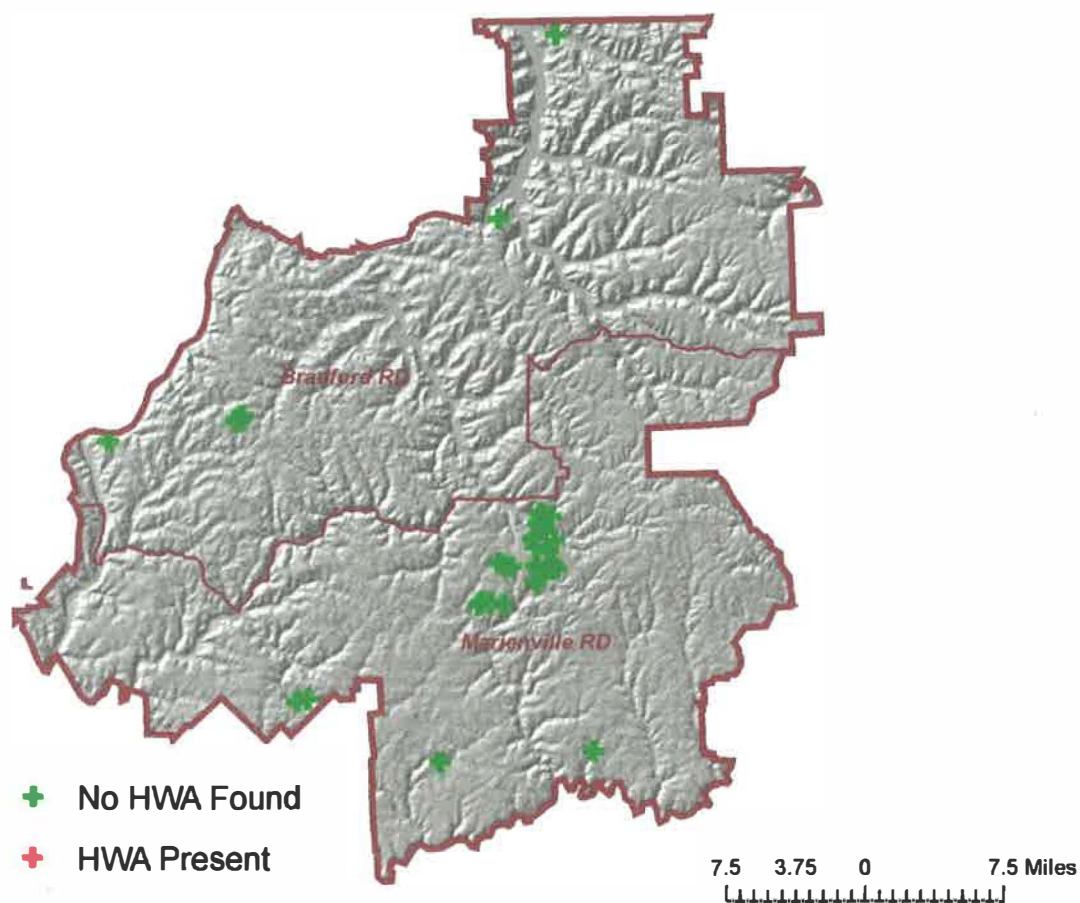 Bradford RD
Marienville RD
No HWA Found
HWA Present
7.5 3.75 0 7.5 Miles